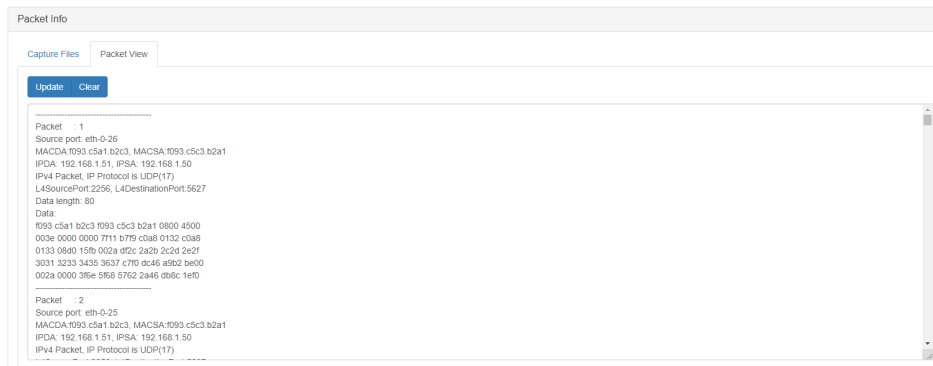 Packet Info
Capture Files Packet View
Update Clear
----------------------------------------
Packet : 1
Source port: eth-0-26
MACDA:f093.c5a1.b2c3, MACSA:f093.c5c3.b2a1
IPDA: 192.168.1.51, IPSA: 192.168.1.50
IPv4 Packet, IP Protocol is UDP(17)
L4SourcePort:2256, L4DestinationPort:5627
Data length: 80
Data:
f093 c5a1 b2c3 f093 c5c3 b2a1 0800 4500
003e 0000 0000 7f11 b7f9 c0a8 0132 c0a8
0133 08d0 15fb 002a df2c 2a2b 2c2d 2e2f
3031 3233 3435 3637 c7f0 dc46 a9b2 be00
002a 0000 3f6e 5f68 5762 2a46 db8c 1ef0
----------------------------------------
Packet : 2
Source port: eth-0-25
MACDA:f093.c5a1.b2c3, MACSA:f093.c5c3.b2a1
IPDA: 192.168.1.51, IPSA: 192.168.1.50
IPv4 Packet, IP Protocol is UDP(17)